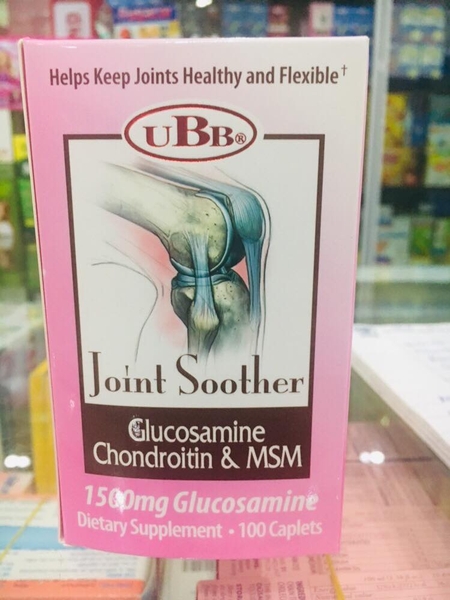 Helps Keep Joints Healthy and Flexible†
UBB®
Joint Soother
Glucosamine
Chondroitin & MSM
1500mg Glucosamine
Dietary Supplement • 100 Caplets